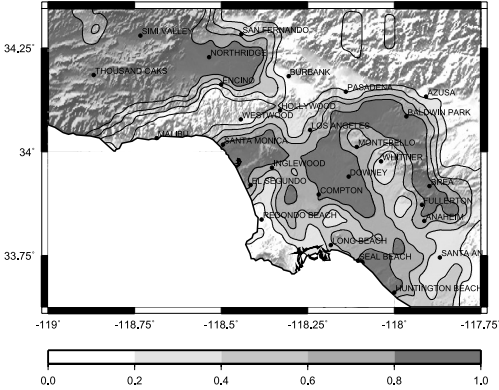 34.25°
34°
33.75°
SIMI VALLEY
SAN FERNANDO
NORTHRIDGE
THOUSAND OAKS
BURBANK
ENCINO
PASADENA
AZUSA
HOLLYWOOD
BALDWIN PARK
WESTWOOD
LOS ANGELES
MALIBU
SANTA MONICA
MONTEBELLO
WHITTIER
INGLEWOOD
DOWNEY
EL SEGUNDO
BREA
COMPTON
FULLERTON
REDONDO BEACH
ANAHEIM
LONG BEACH
SEAL BEACH
SANTA AN
HUNTINGTON BEACH
-119° -118.75° -118.5° -118.25° -118° -117.75°
0.0 0.2 0.4 0.6 0.8 1.0